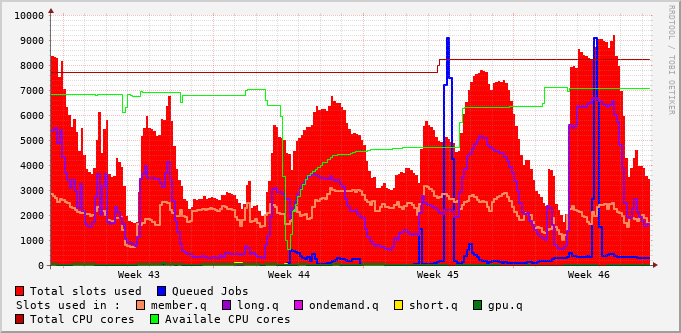 10000
9000
8000
7000
6000
5000
4000
3000
2000
1000
0
Week 43 Week 44 Week 45 Week 46
Total slots used Queued Jobs
Slots used in : member.q long.q ondemand.q short.q gpu.q
Total CPU cores Availale CPU cores
RRDTOOL / TOBI OETIKER